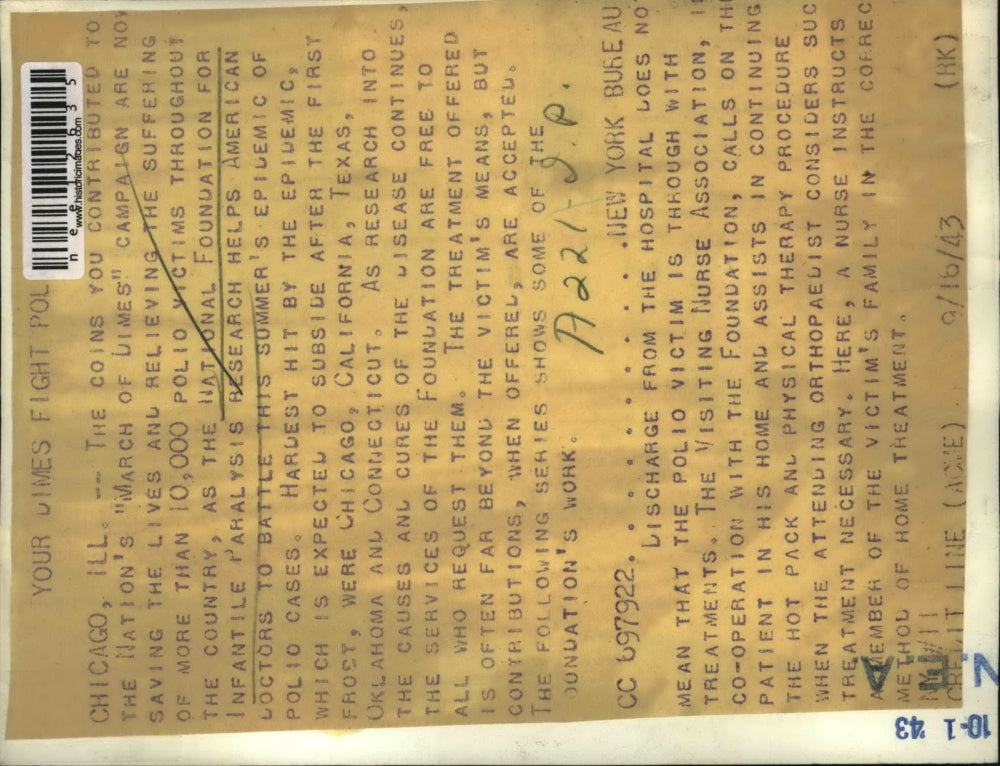 YOUR DIMES FIGHT POL
CHICAGO, ILL. -- THE COINS YOU CONTRIBUTED TO
THE NATION'S "MARCH OF DIMES" CAMPAIGN ARE NOW
SAVING THE LIVES AND RELIEVING THE SUFFERING
OF MORE THAN 10,000 POLIO VICTIMS THROUGHOUT
THE COUNTRY, AS THE NATIONAL FOUNDATION FOR
INFANTILE PARALYSIS RESEARCH HELPS AMERICAN
DOCTORS TO BATTLE THIS SUMMER'S EPIDEMIC OF
POLIO CASES. HARDEST HIT BY THE EPIDEMIC,
WHICH IS EXPECTED TO SUBSIDE AFTER THE FIRST
FROST, WERE CHICAGO, CALIFORNIA, TEXAS,
OKLAHOMA AND CONNECTICUT. AS RESEARCH INTO
THE CAUSES AND CURES OF THE DISEASE CONTINUES,
THE SERVICES OF THE FOUNDATION ARE FREE TO
ALL WHO REQUEST THEM. THE TREATMENT OFFERED
IS OFTEN FAR BEYOND THE VICTIM'S MEANS, BUT
CONTRIBUTIONS, WHEN OFFERED, ARE ACCEPTED.
THE FOLLOWING SERIES SHOWS SOME OF THE
OUNDATION'S WORK.
A221-J.P.
CC 697922. . . . . . . . . . . . .NEW YORK BUREAU
DISCHARGE FROM THE HOSPITAL DOES NOT
MEAN THAT THE POLIO VICTIM IS THROUGH WITH
TREATMENTS. THE VISITING NURSE ASSOCIATION, I
CO-OPERATION WITH THE FOUNDATION, CALLS ON TH
PATIENT IN HIS HOME AND ASSISTS IN CONTINUING
THE HOT PACK AND PHYSICAL THERAPY PROCEDURE
WHEN THE ATTENDING ORTHOPAEDIST CONSIDERS SUC
TREATMENT NECESSARY. HERE, A NURSE INSTRUCTS
A MEMBER OF THE VICTIM'S FAMILY IN THE CORREC
METHOD OF HOME TREATMENT.
CREDIT LINE (ACME) 9/16/43 (RK)
N.E.A
10-1 '43
nee12635
www.historicimages.com